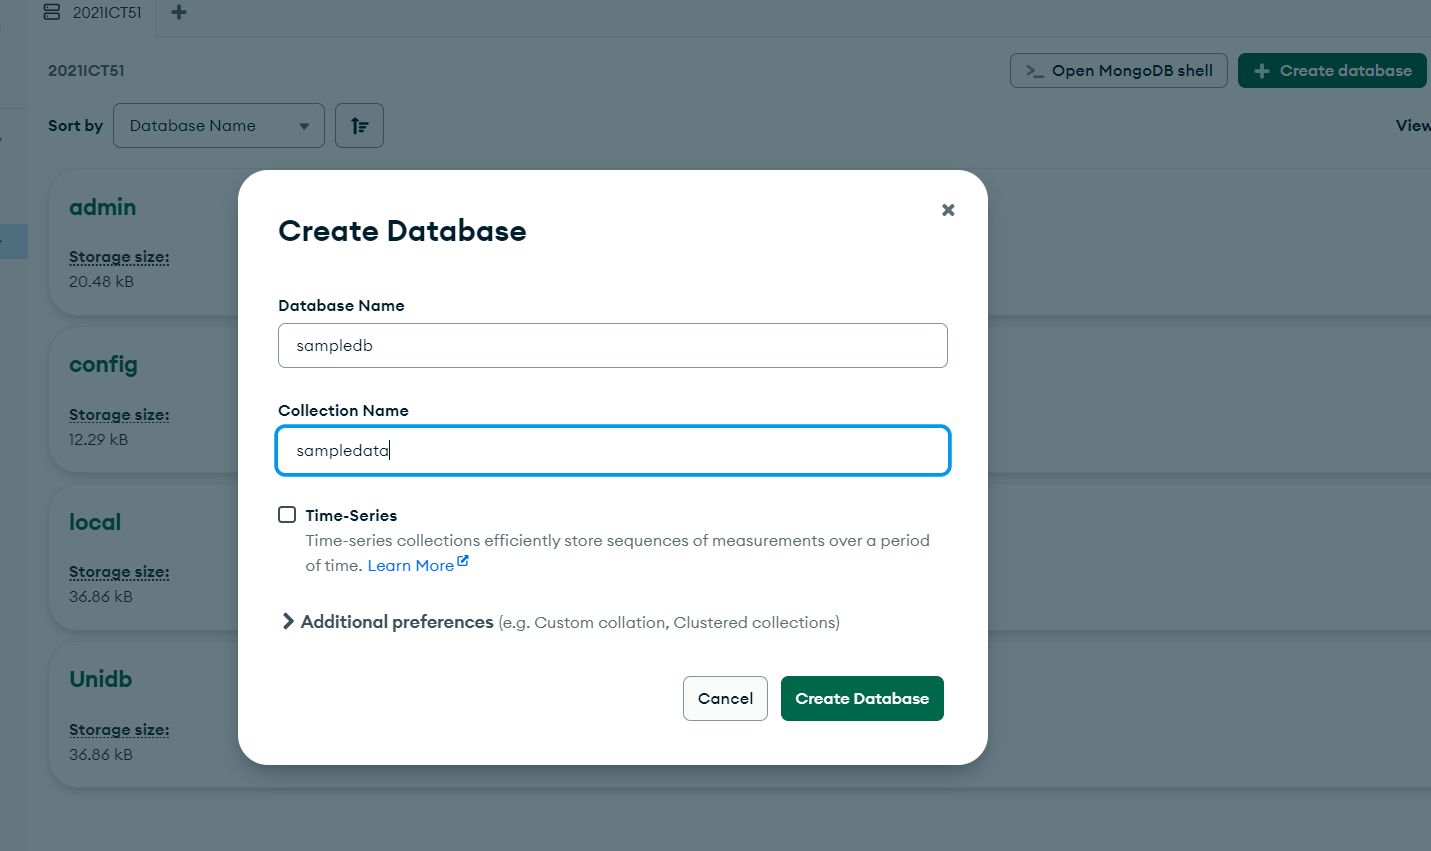 2021ICT51
2021ICT51
Open MongoDB shell
Create database
Sort by
Database Name
View
admin
Storage size:
20.48 kB
config
Storage size:
12.29 kB
local
Storage size:
36.86 kB
Unidb
Storage size:
36.86 kB
Create Database
Database Name
sampledb
Collection Name
sampledata
Time-Series
Time-series collections efficiently store sequences of measurements over a period
of time. Learn More
Additional preferences (e.g. Custom collation, Clustered collections)
Cancel
Create Database